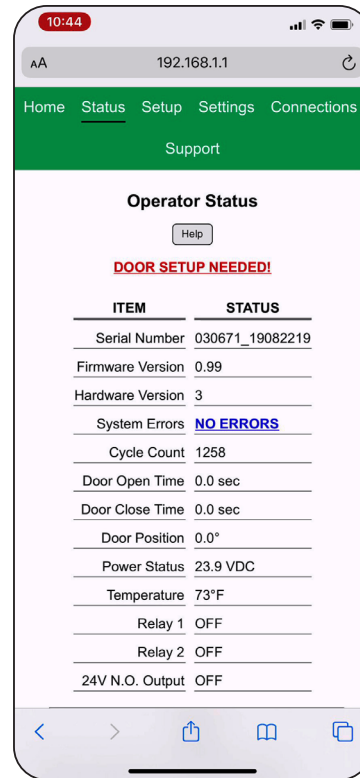 10:44
AA 192.168.1.1
Home Status Setup Settings Connections
Support
Operator Status
Help
DOOR SETUP NEEDED!
ITEM STATUS
Serial Number 030671_19082219
Firmware Version 0.99
Hardware Version 3
System Errors NO ERRORS
Cycle Count 1258
Door Open Time 0.0 sec
Door Close Time 0.0 sec
Door Position 0.0°
Power Status 23.9 VDC
Temperature 73°F
Relay 1 OFF
Relay 2 OFF
24V N.O. Output OFF